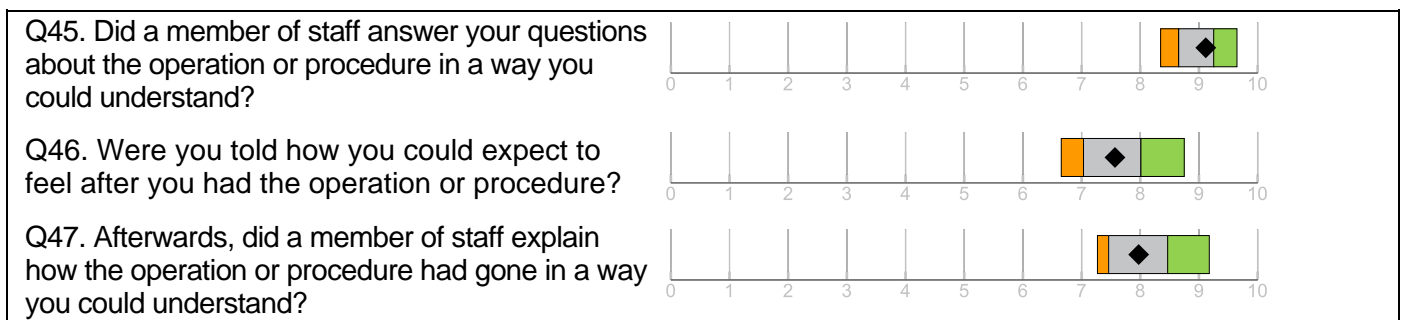 Q45. Did a member of staff answer your questions
about the operation or procedure in a way you
could understand?
0 1 2 3 4 5 6 7 8 9 10
Q46. Were you told how you could expect to
feel after you had the operation or procedure?
0 1 2 3 4 5 6 7 8 9 10
Q47. Afterwards, did a member of staff explain
how the operation or procedure had gone in a way
you could understand?
0 1 2 3 4 5 6 7 8 9 10